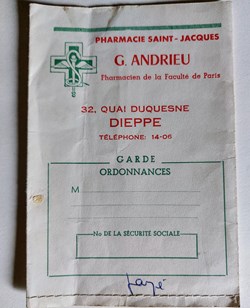 PHARMACIE SAINT-JACQUES
G. ANDRIEU
Pharmacien de la Faculté de Paris
32, QUAI DUQUESNE
DIEPPE
TÉLÉPHONE: 14-06
GARDE
ORDONNANCES
M
No DE LA SÉCURITÉ SOCIALE
payé